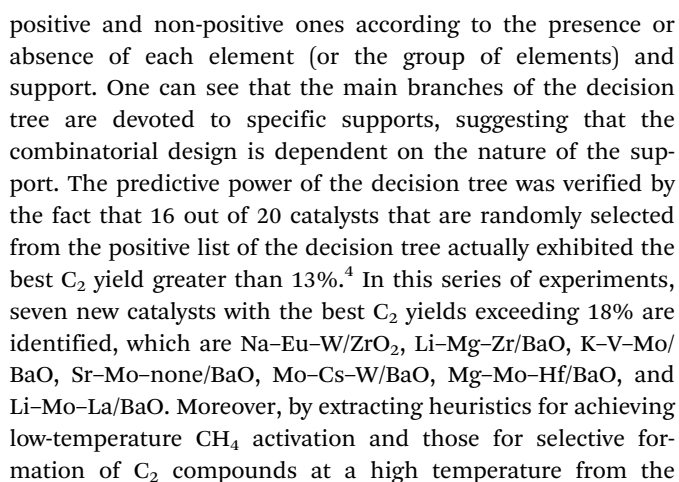 positive and non-positive ones according to the presence or
absence of each element (or the group of elements) and
support. One can see that the main branches of the decision
tree are devoted to specific supports, suggesting that the
combinatorial design is dependent on the nature of the sup-
port. The predictive power of the decision tree was verified by
the fact that 16 out of 20 catalysts that are randomly selected
from the positive list of the decision tree actually exhibited the
best C₂ yield greater than 13%.⁴ In this series of experiments,
seven new catalysts with the best C₂ yields exceeding 18% are
identified, which are Na–Eu–W/ZrO₂, Li–Mg–Zr/BaO, K–V–Mo/
BaO, Sr–Mo–none/BaO, Mo–Cs–W/BaO, Mg–Mo–Hf/BaO, and
Li–Mo–La/BaO. Moreover, by extracting heuristics for achieving
low-temperature CH₄ activation and those for selective for-
mation of C₂ compounds at a high temperature from the